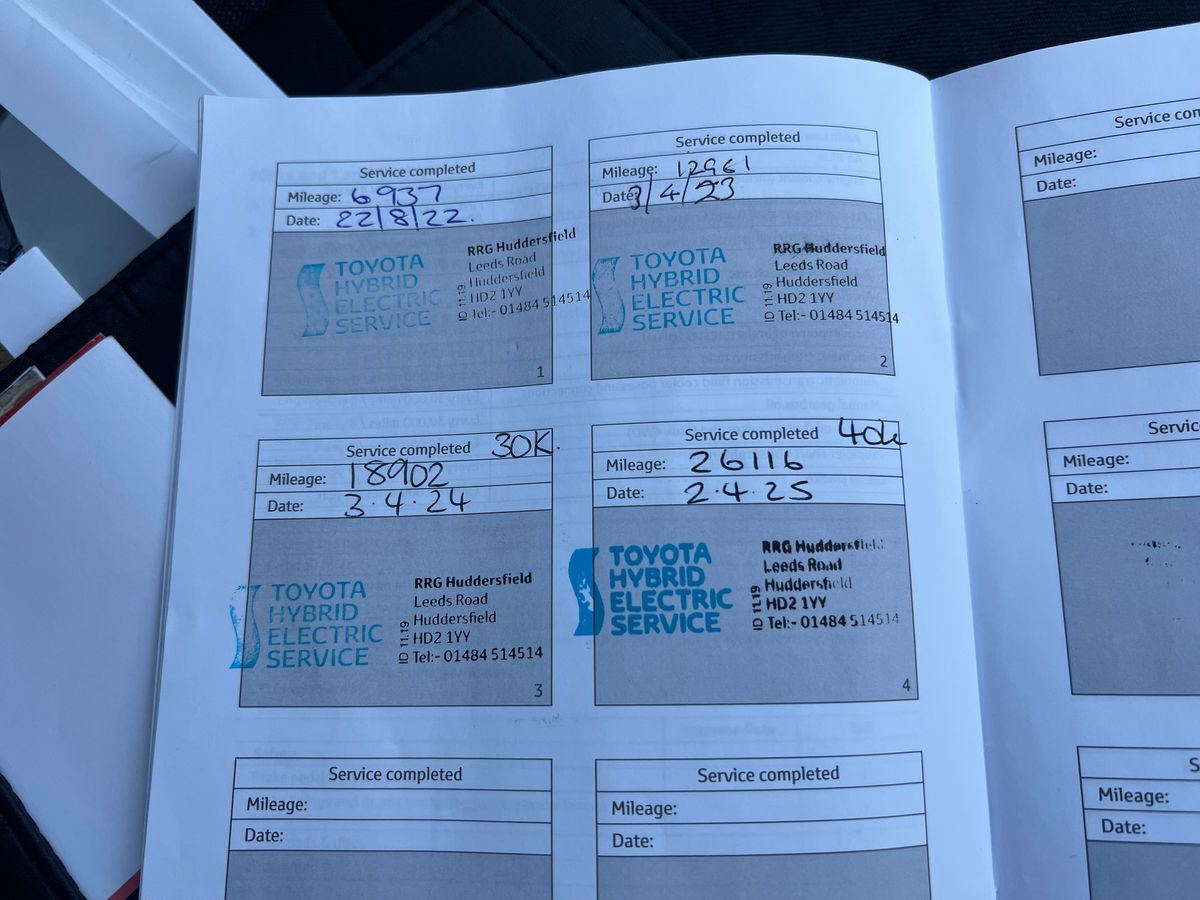 Service completed
Mileage: 6937
Date: 22/8/22.
TOYOTA
HYBRID
ELECTRIC
SERVICE
RRG Huddersfield
Leeds Road
Huddersfield
HD2 1YY
Tel:- 01484 514514
ID 11.19
1
Service completed
Mileage: 12961
Date: 3/4/23
TOYOTA
HYBRID
ELECTRIC
SERVICE
RRG Huddersfield
Leeds Road
Huddersfield
HD2 1YY
Tel:- 01484 514514
ID 11.19
2
Service completed 30K.
Mileage: 18902
Date: 3.4.24
TOYOTA
HYBRID
ELECTRIC
SERVICE
RRG Huddersfield
Leeds Road
Huddersfield
HD2 1YY
Tel:- 01484 514514
ID 11.19
3
Service completed 40k
Mileage: 26116
Date: 2.4.25
TOYOTA
HYBRID
ELECTRIC
SERVICE
RRG Huddersfield
Leeds Road
Huddersfield
HD2 1YY
Tel:- 01484 514514
ID 11.19
4
Service completed
Mileage:
Date:
Service completed
Mileage:
Date:
Service
Mileage:
Date:
Mileage:
Date:
Mileage:
Date: